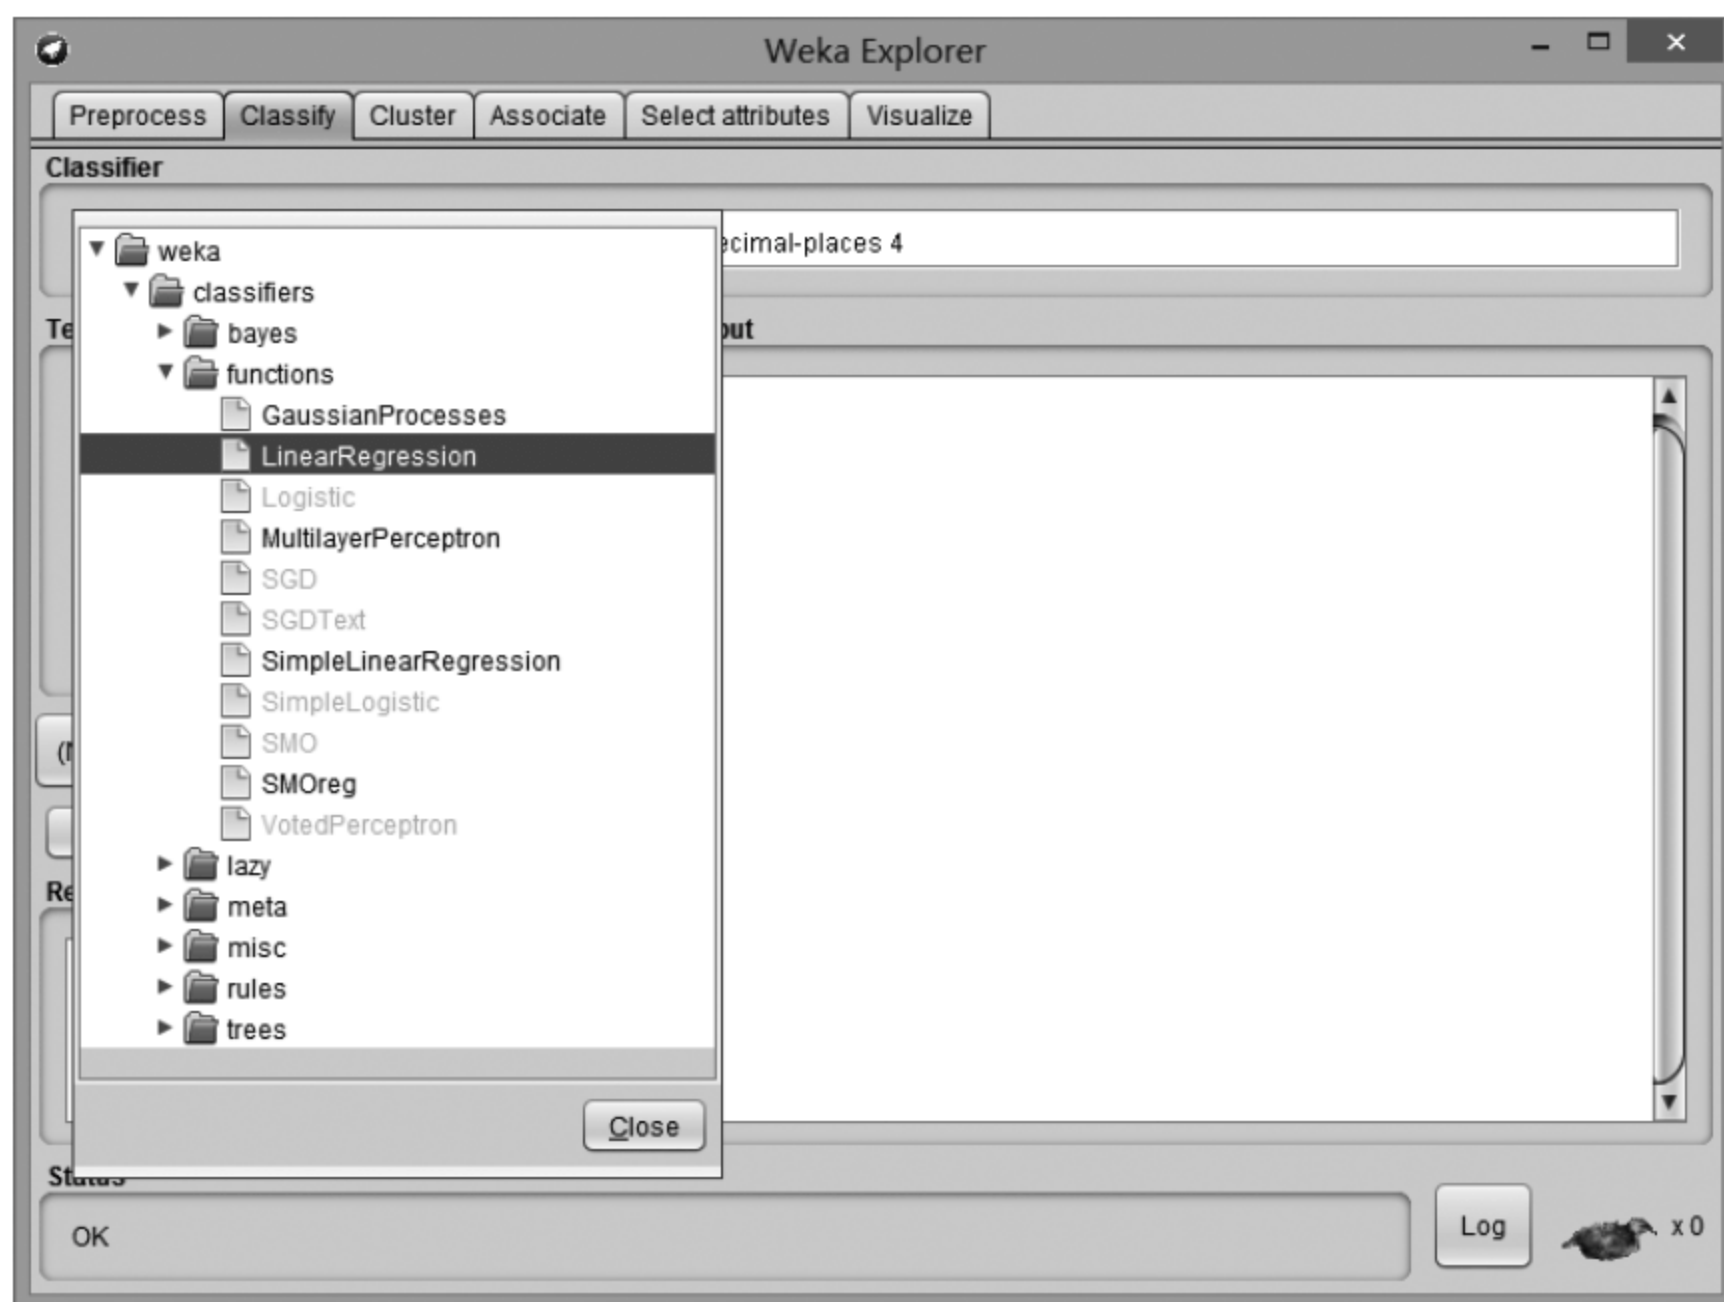 Weka Explorer
Preprocess Classify Cluster Associate Select attributes Visualize
Classifier
weka
ecimal-places 4
classifiers
bayes
functions
GaussianProcesses
LinearRegression
Logistic
MultilayerPerceptron
SGD
SGDText
SimpleLinearRegression
SimpleLogistic
SMO
SMOreg
VotedPerceptron
lazy
meta
misc
rules
trees
Close
Status
OK
Log
x 0